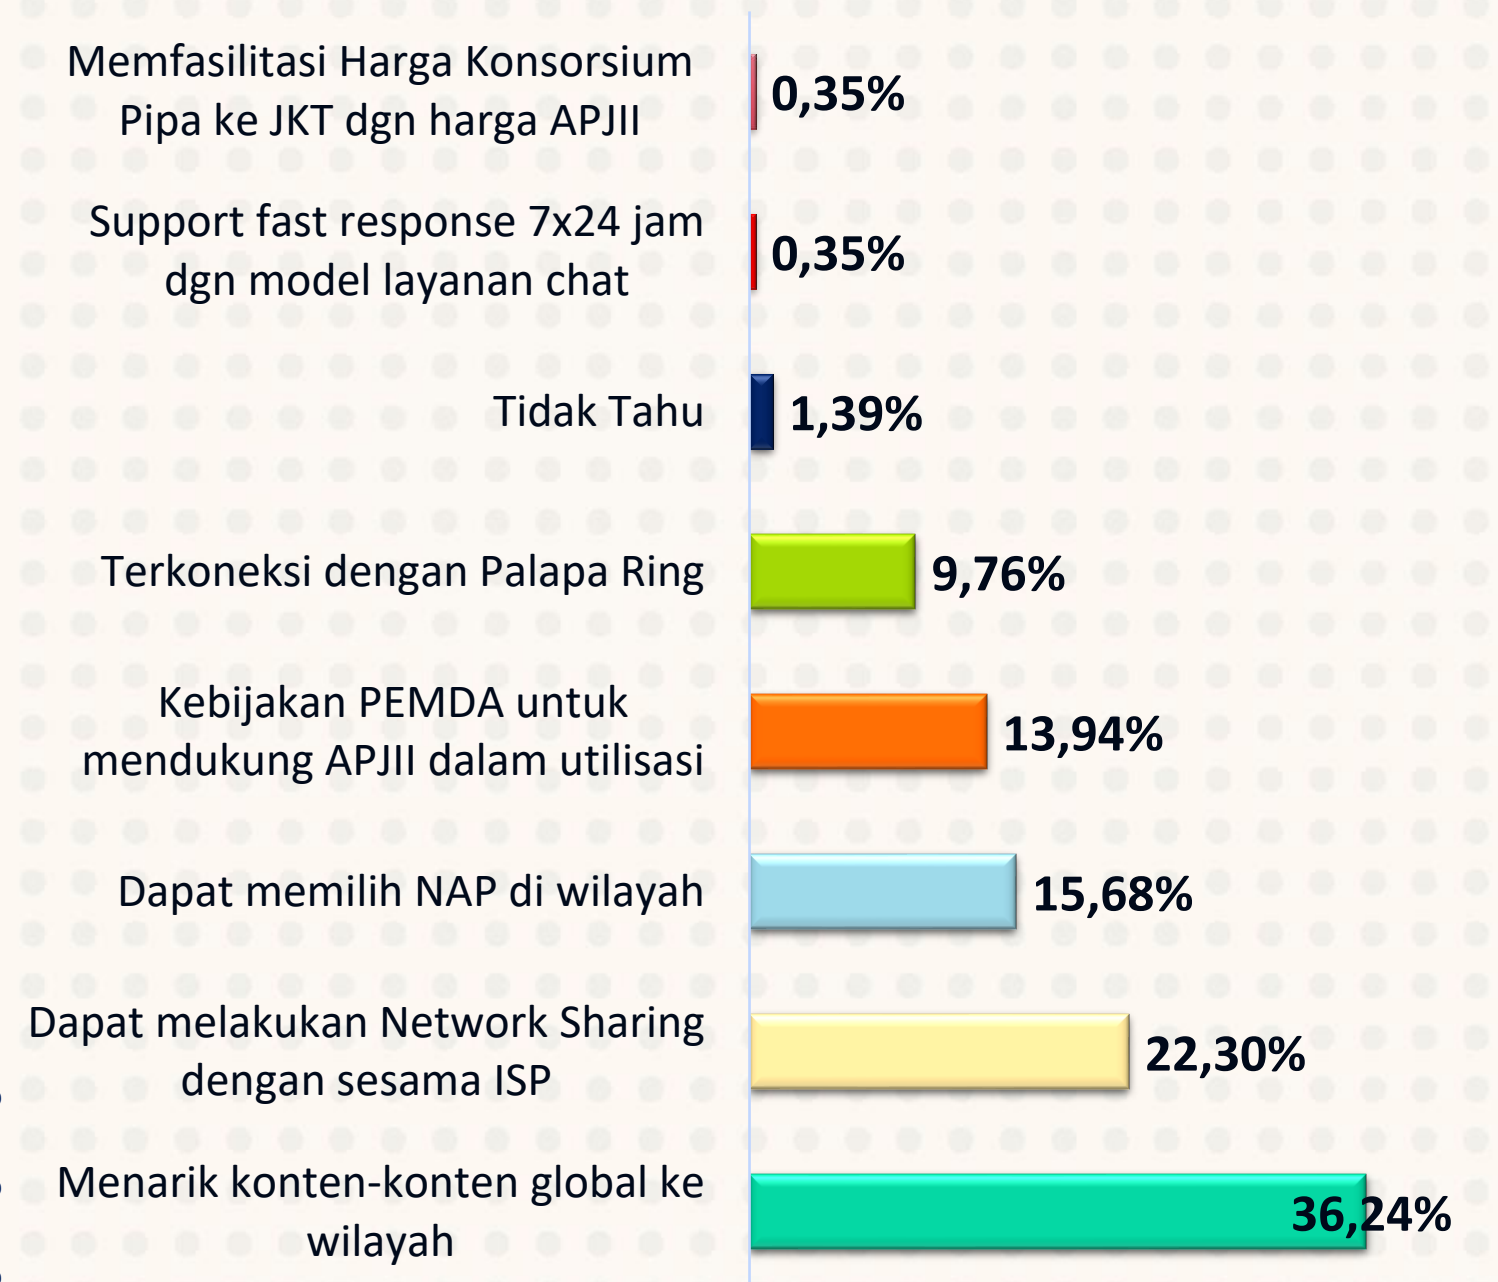 Memfasilitasi Harga Konsorsium
Pipa ke JKT dgn harga APJII
0,35%
Support fast response 7x24 jam
dgn model layanan chat
0,35%
Tidak Tahu
1,39%
Terkoneksi dengan Palapa Ring
9,76%
Kebijakan PEMDA untuk
mendukung APJII dalam utilisasi
13,94%
Dapat memilih NAP di wilayah
15,68%
Dapat melakukan Network Sharing
dengan sesama ISP
22,30%
Menarik konten-konten global ke
wilayah
36,24%